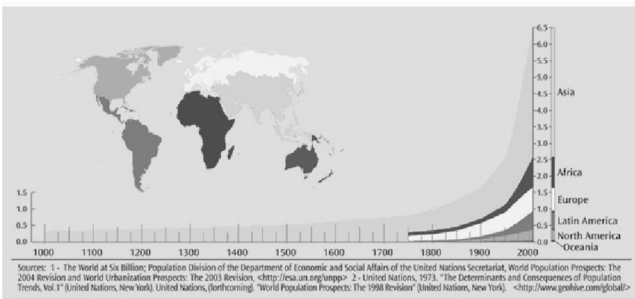 6.5
6.0
5.5
5.0
4.5
4.0
3.5
3.0
2.5
2.0
1.5
1.0
0.5
0.0
Asia
Africa
Europe
Latin America
North America
Oceania
1.5
1.0
0.5
0.0
1000 1100 1200 1300 1400 1500 1600 1700 1800 1900 2000
Sources: 1 - The World at Six Billion; Population Division of the Department of Economic and Social Affairs of the United Nations Secretariat, World Population Prospects: The
2004 Revision and World Urbanization Prospects: The 2003 Revision, <http://esa.un.org/unpp> 2 - United Nations, 1973. "The Determinants and Consequences of Population
Trends, Vol.1" (United Nations, New York). United Nations, (forthcoming). "World Population Prospects: The 1998 Revision" (United Nations, New York). <http://www.geohive.com/global/>